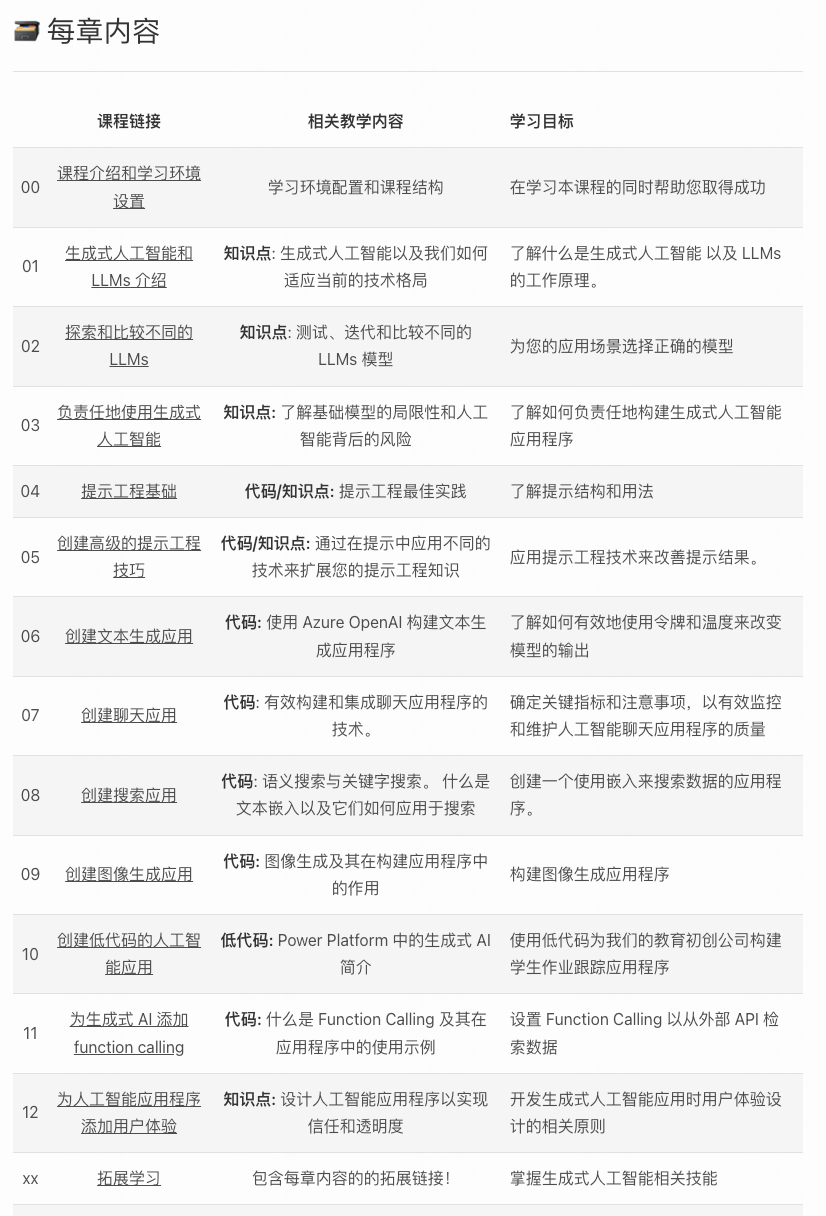 🗃️ 每章内容
课程链接 相关教学内容 学习目标
00 课程介绍和学习环境设置 学习环境配置和课程结构 在学习本课程的同时帮助您取得成功
01 生成式人工智能和 LLMs 介绍 知识点: 生成式人工智能以及我们如何适应当前的技术格局 了解什么是生成式人工智能 以及 LLMs 的工作原理。
02 探索和比较不同的 LLMs 知识点: 测试、迭代和比较不同的 LLMs 模型 为您的应用场景选择正确的模型
03 负责任地使用生成式人工智能 知识点: 了解基础模型的局限性和人工智能背后的风险 了解如何负责任地构建生成式人工智能应用程序
04 提示工程基础 代码/知识点: 提示工程最佳实践 了解提示结构和用法
05 创建高级的提示工程技巧 代码/知识点: 通过在提示中应用不同的技术来扩展您的提示工程知识 应用提示工程技术来改善提示结果。
06 创建文本生成应用 代码: 使用 Azure OpenAI 构建文本生成应用程序 了解如何有效地使用令牌和温度来改变模型的输出
07 创建聊天应用 代码: 有效构建和集成聊天应用程序的技术。 确定关键指标和注意事项，以有效监控和维护人工智能聊天应用程序的质量
08 创建搜索应用 代码: 语义搜索与关键字搜索。 什么是文本嵌入以及它们如何应用于搜索 创建一个使用嵌入来搜索数据的应用程序。
09 创建图像生成应用 代码: 图像生成及其在构建应用程序中的作用 构建图像生成应用程序
10 创建低代码的人工智能应用 低代码: Power Platform 中的生成式 AI 简介 使用低代码为我们的教育初创公司构建学生作业跟踪应用程序
11 为生成式 AI 添加 function calling 代码: 什么是 Function Calling 及其在应用程序中的使用示例 设置 Function Calling 以从外部 API 检索数据
12 为人工智能应用程序添加用户体验 知识点: 设计人工智能应用程序以实现信任和透明度 开发生成式人工智能应用时用户体验设计的相关原则
xx 拓展学习 包含每章内容的的拓展链接！ 掌握生成式人工智能相关技能